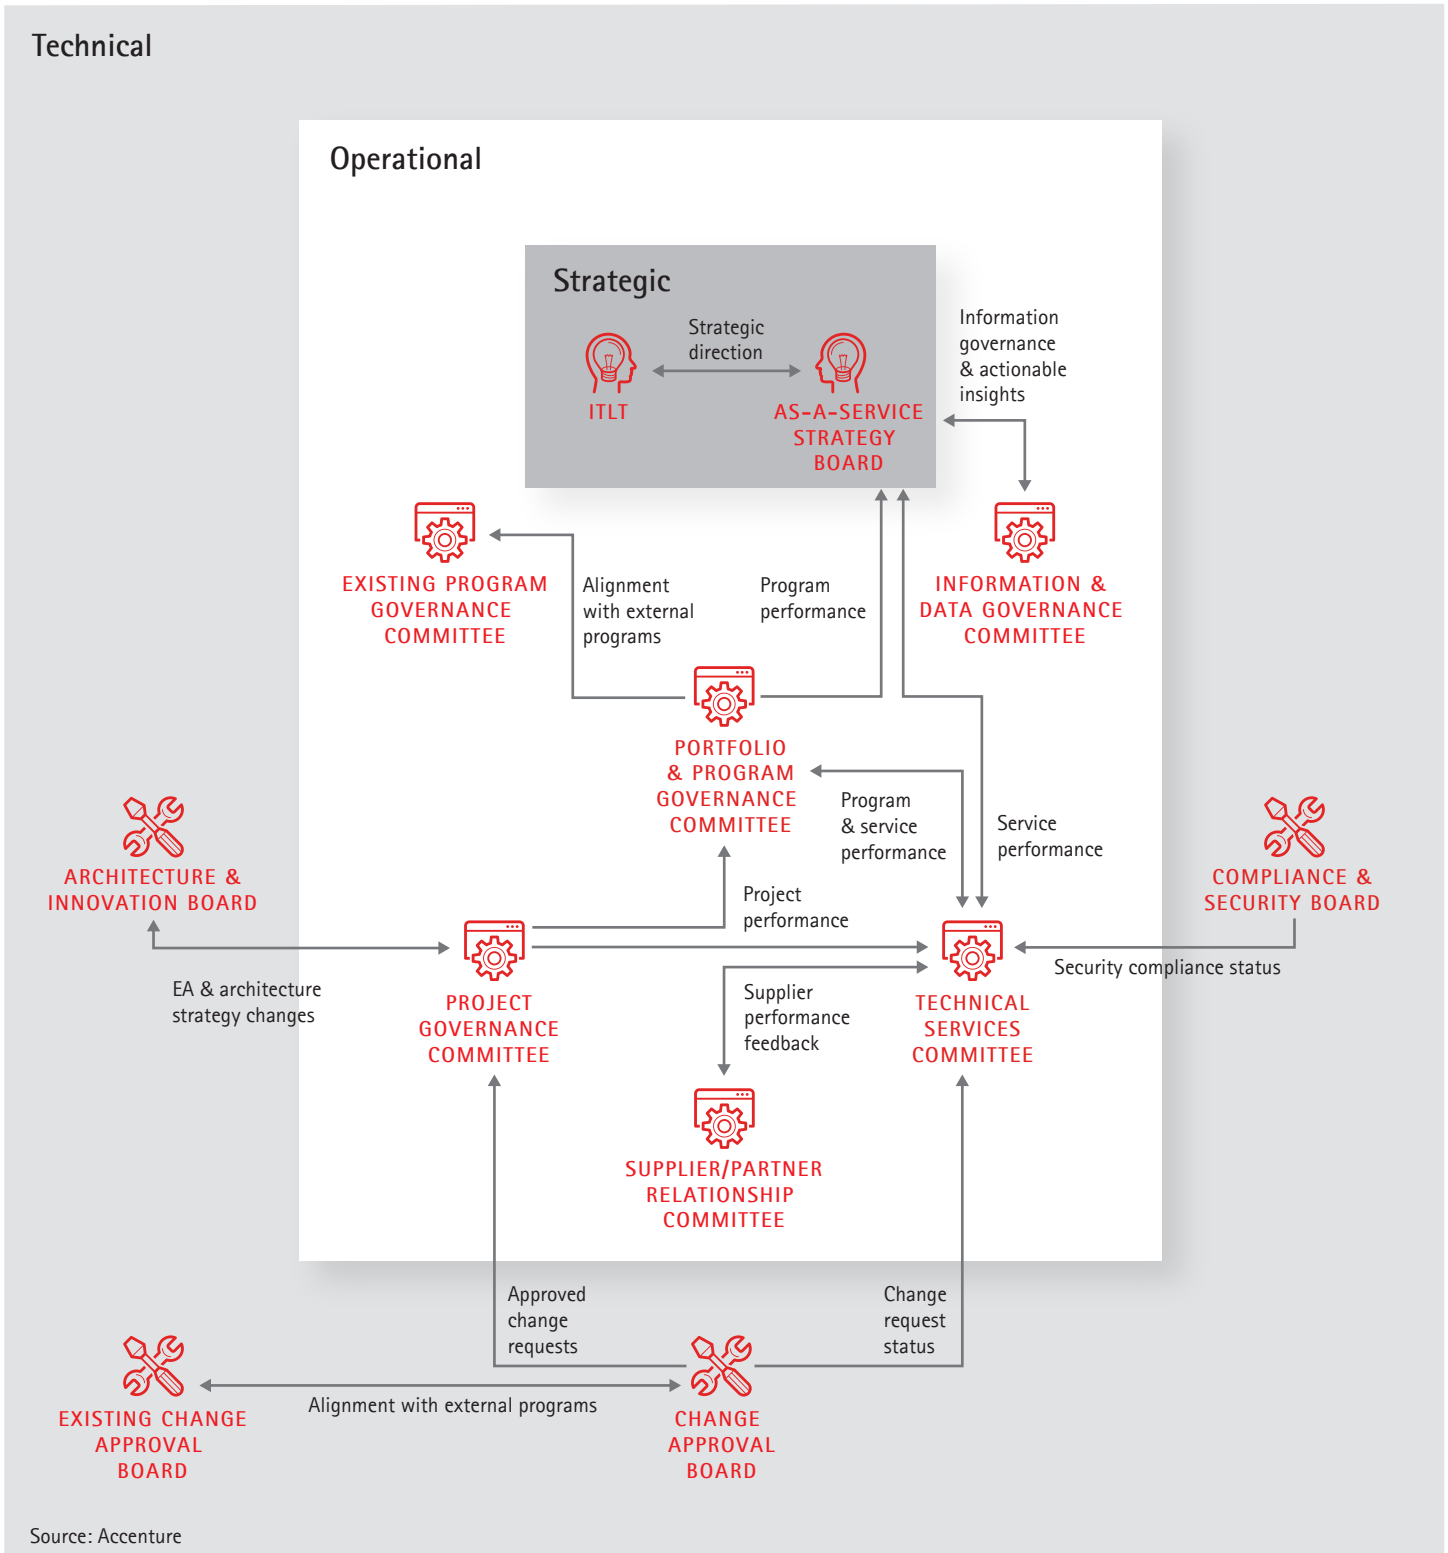 Technical
Operational
Strategic
Strategic
direction
ITLT
AS-A-SERVICE
STRATEGY
BOARD
Information
governance
& actionable
insights
EXISTING PROGRAM
GOVERNANCE
COMMITTEE
Alignment
with external
programs
Program
performance
INFORMATION &
DATA GOVERNANCE
COMMITTEE
PORTFOLIO
& PROGRAM
GOVERNANCE
COMMITTEE
Program
& service
performance
Service
performance
ARCHITECTURE &
INNOVATION BOARD
COMPLIANCE &
SECURITY BOARD
Project
performance
EA & architecture
strategy changes
PROJECT
GOVERNANCE
COMMITTEE
Supplier
performance
feedback
TECHNICAL
SERVICES
COMMITTEE
Security compliance status
SUPPLIER/PARTNER
RELATIONSHIP
COMMITTEE
Approved
change
requests
Change
request
status
EXISTING CHANGE
APPROVAL
BOARD
Alignment with external programs
CHANGE
APPROVAL
BOARD
Source: Accenture